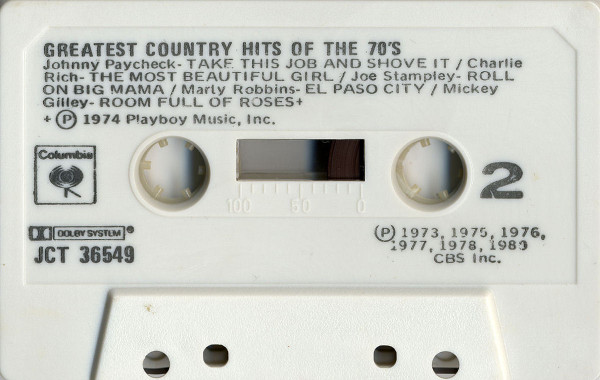 GREATEST COUNTRY HITS OF THE 70'S
Johnny Paycheck- TAKE THIS JOB AND SHOVE IT / Charlie
Rich- THE MOST BEAUTIFUL GIRL / Joe Stampley- ROLL
ON BIG MAMA / Marty Robbins- EL PASO CITY / Mickey
Gilley- ROOM FULL OF ROSES+
+ Ⓟ 1974 Playboy Music, Inc.
Columbia
2
100 50 0
DOLBY SYSTEM®
JCT 36549
Ⓟ 1973, 1975, 1976,
1977, 1978, 1980
CBS Inc.